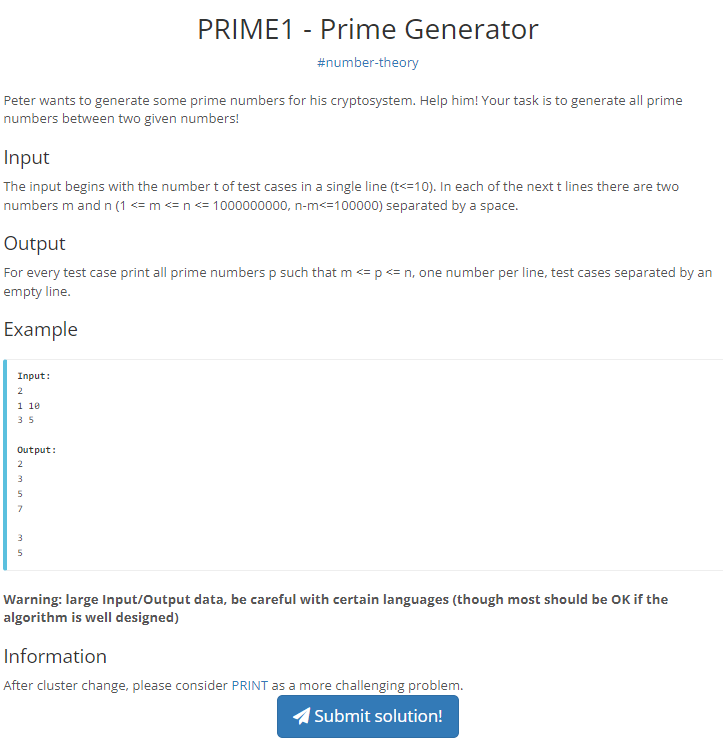 PRIME1 - Prime Generator
#number-theory
Peter wants to generate some prime numbers for his cryptosystem. Help him! Your task is to generate all prime
numbers between two given numbers!
Input
The input begins with the number t of test cases in a single line (t<=10). In each of the next t lines there are two
numbers m and n (1 <= m <= n <= 1000000000, n-m<=100000) separated by a space.
Output
For every test case print all prime numbers p such that m <= p <= n, one number per line, test cases separated by an
empty line.
Example
Input:
2
1 10
3 5
Output:
2
3
5
7
3
5
Warning: large Input/Output data, be careful with certain languages (though most should be OK if the
algorithm is well designed)
Information
After cluster change, please consider PRINT as a more challenging problem.
Submit solution!